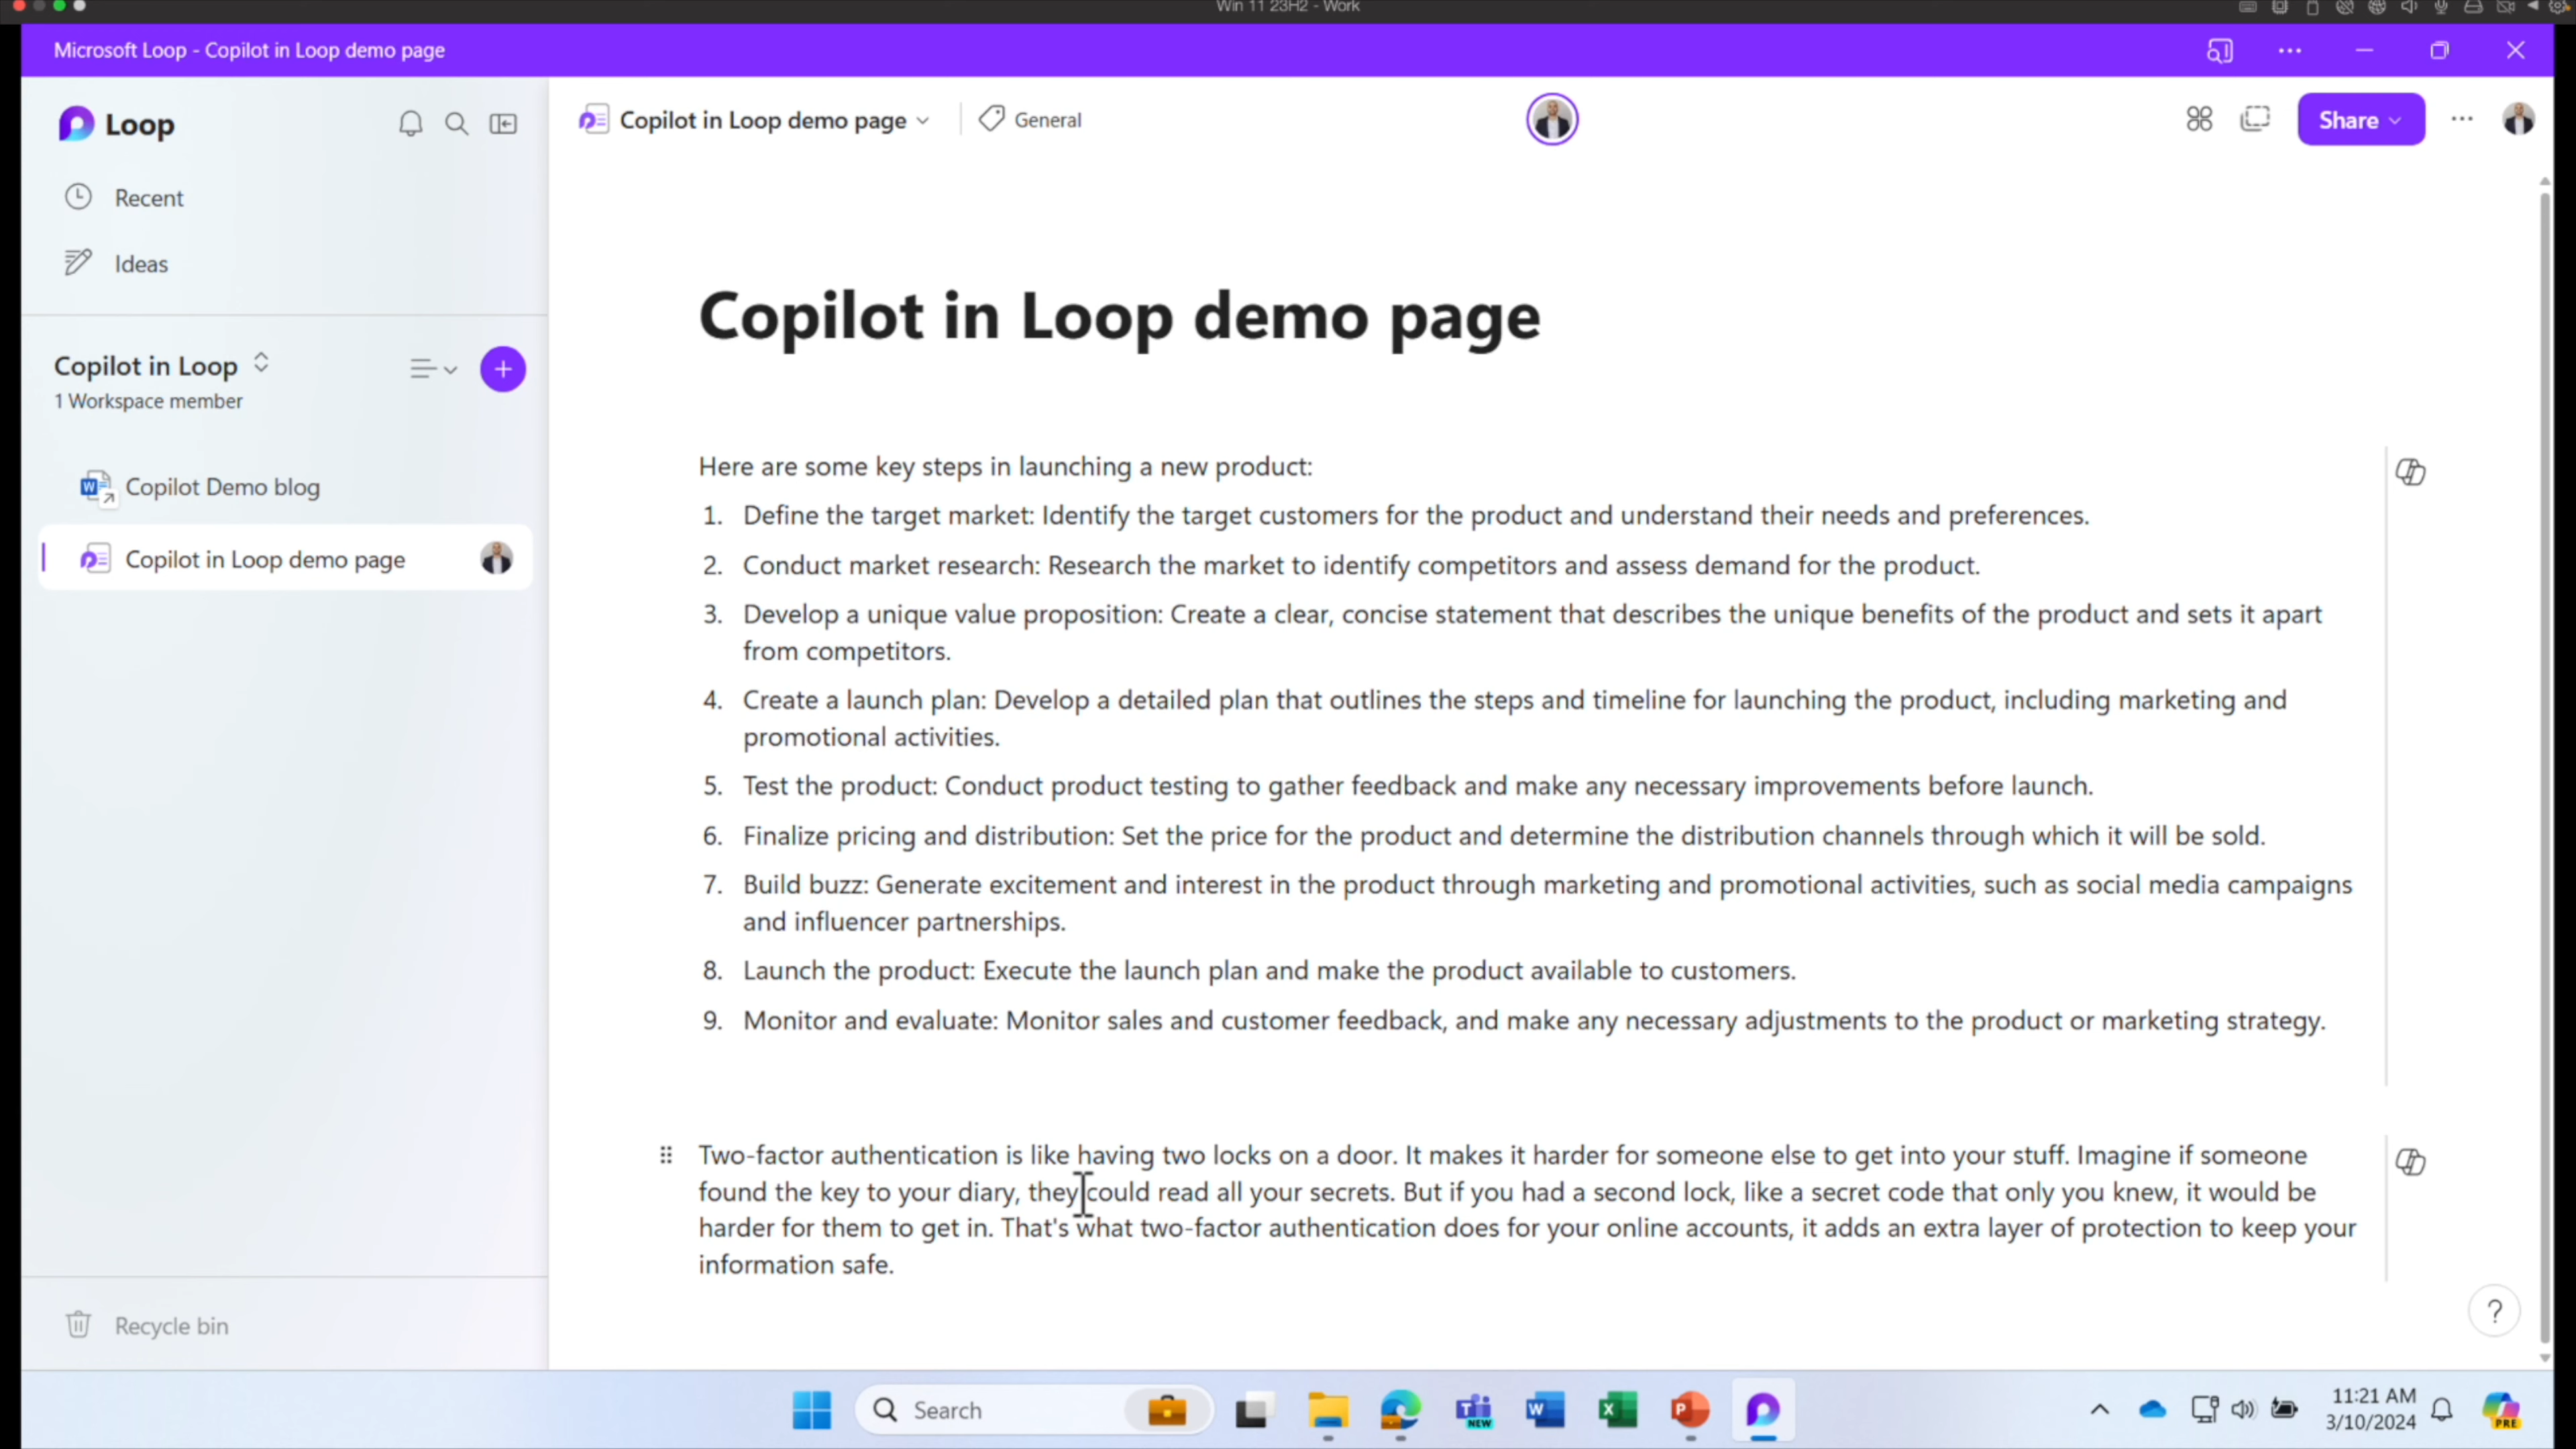 Win 11 23H2 - Work
Microsoft Loop - Copilot in Loop demo page
Loop
Recent
Ideas
Copilot in Loop
1 Workspace member
Copilot Demo blog
Copilot in Loop demo page
Recycle bin
Copilot in Loop demo page
General
Share
Copilot in Loop demo page
Here are some key steps in launching a new product:
1. Define the target market: Identify the target customers for the product and understand their needs and preferences.
2. Conduct market research: Research the market to identify competitors and assess demand for the product.
3. Develop a unique value proposition: Create a clear, concise statement that describes the unique benefits of the product and sets it apart
from competitors.
4. Create a launch plan: Develop a detailed plan that outlines the steps and timeline for launching the product, including marketing and
promotional activities.
5. Test the product: Conduct product testing to gather feedback and make any necessary improvements before launch.
6. Finalize pricing and distribution: Set the price for the product and determine the distribution channels through which it will be sold.
7. Build buzz: Generate excitement and interest in the product through marketing and promotional activities, such as social media campaigns
and influencer partnerships.
8. Launch the product: Execute the launch plan and make the product available to customers.
9. Monitor and evaluate: Monitor sales and customer feedback, and make any necessary adjustments to the product or marketing strategy.
Two-factor authentication is like having two locks on a door. It makes it harder for someone else to get into your stuff. Imagine if someone
found the key to your diary, they could read all your secrets. But if you had a second lock, like a secret code that only you knew, it would be
harder for them to get in. That's what two-factor authentication does for your online accounts, it adds an extra layer of protection to keep your
information safe.
?
Search
NEW
11:21 AM
3/10/2024
PRE